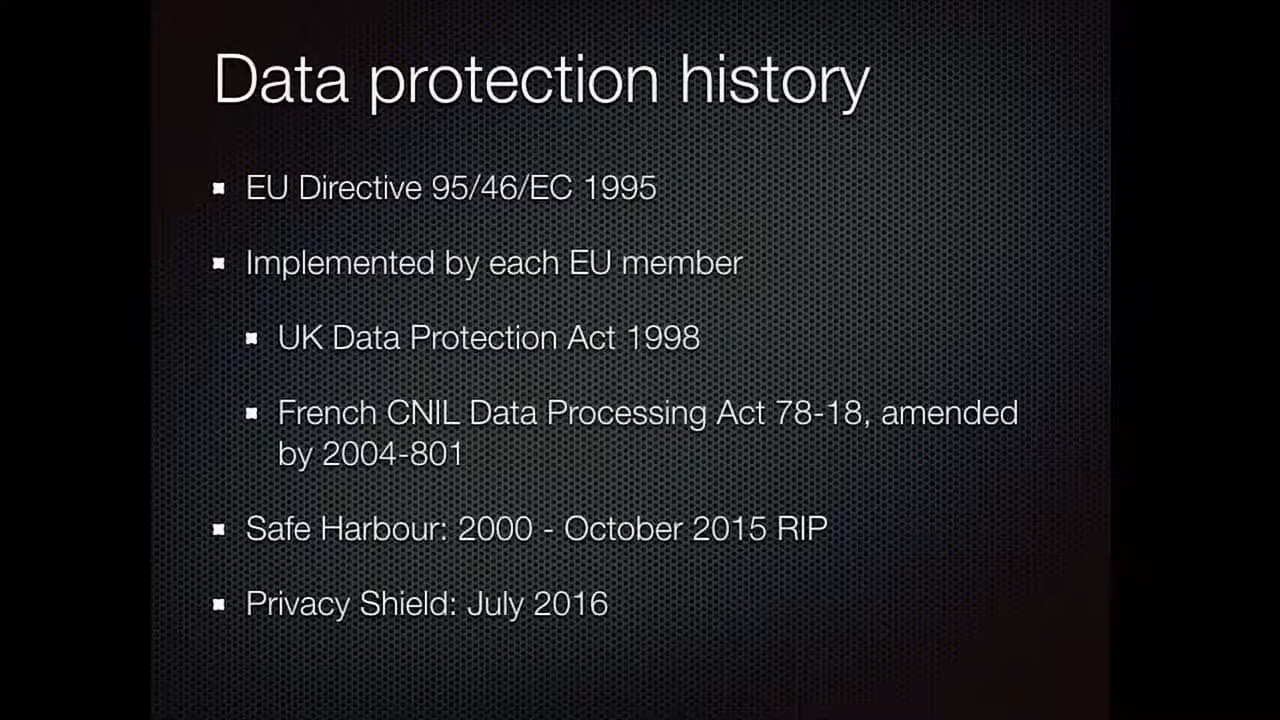 Data protection history
EU Directive 95/46/EC 1995
Implemented by each EU member
UK Data Protection Act 1998
French CNIL Data Processing Act 78-18, amended
by 2004-801
Safe Harbour: 2000 - October 2015 RIP
Privacy Shield: July 2016